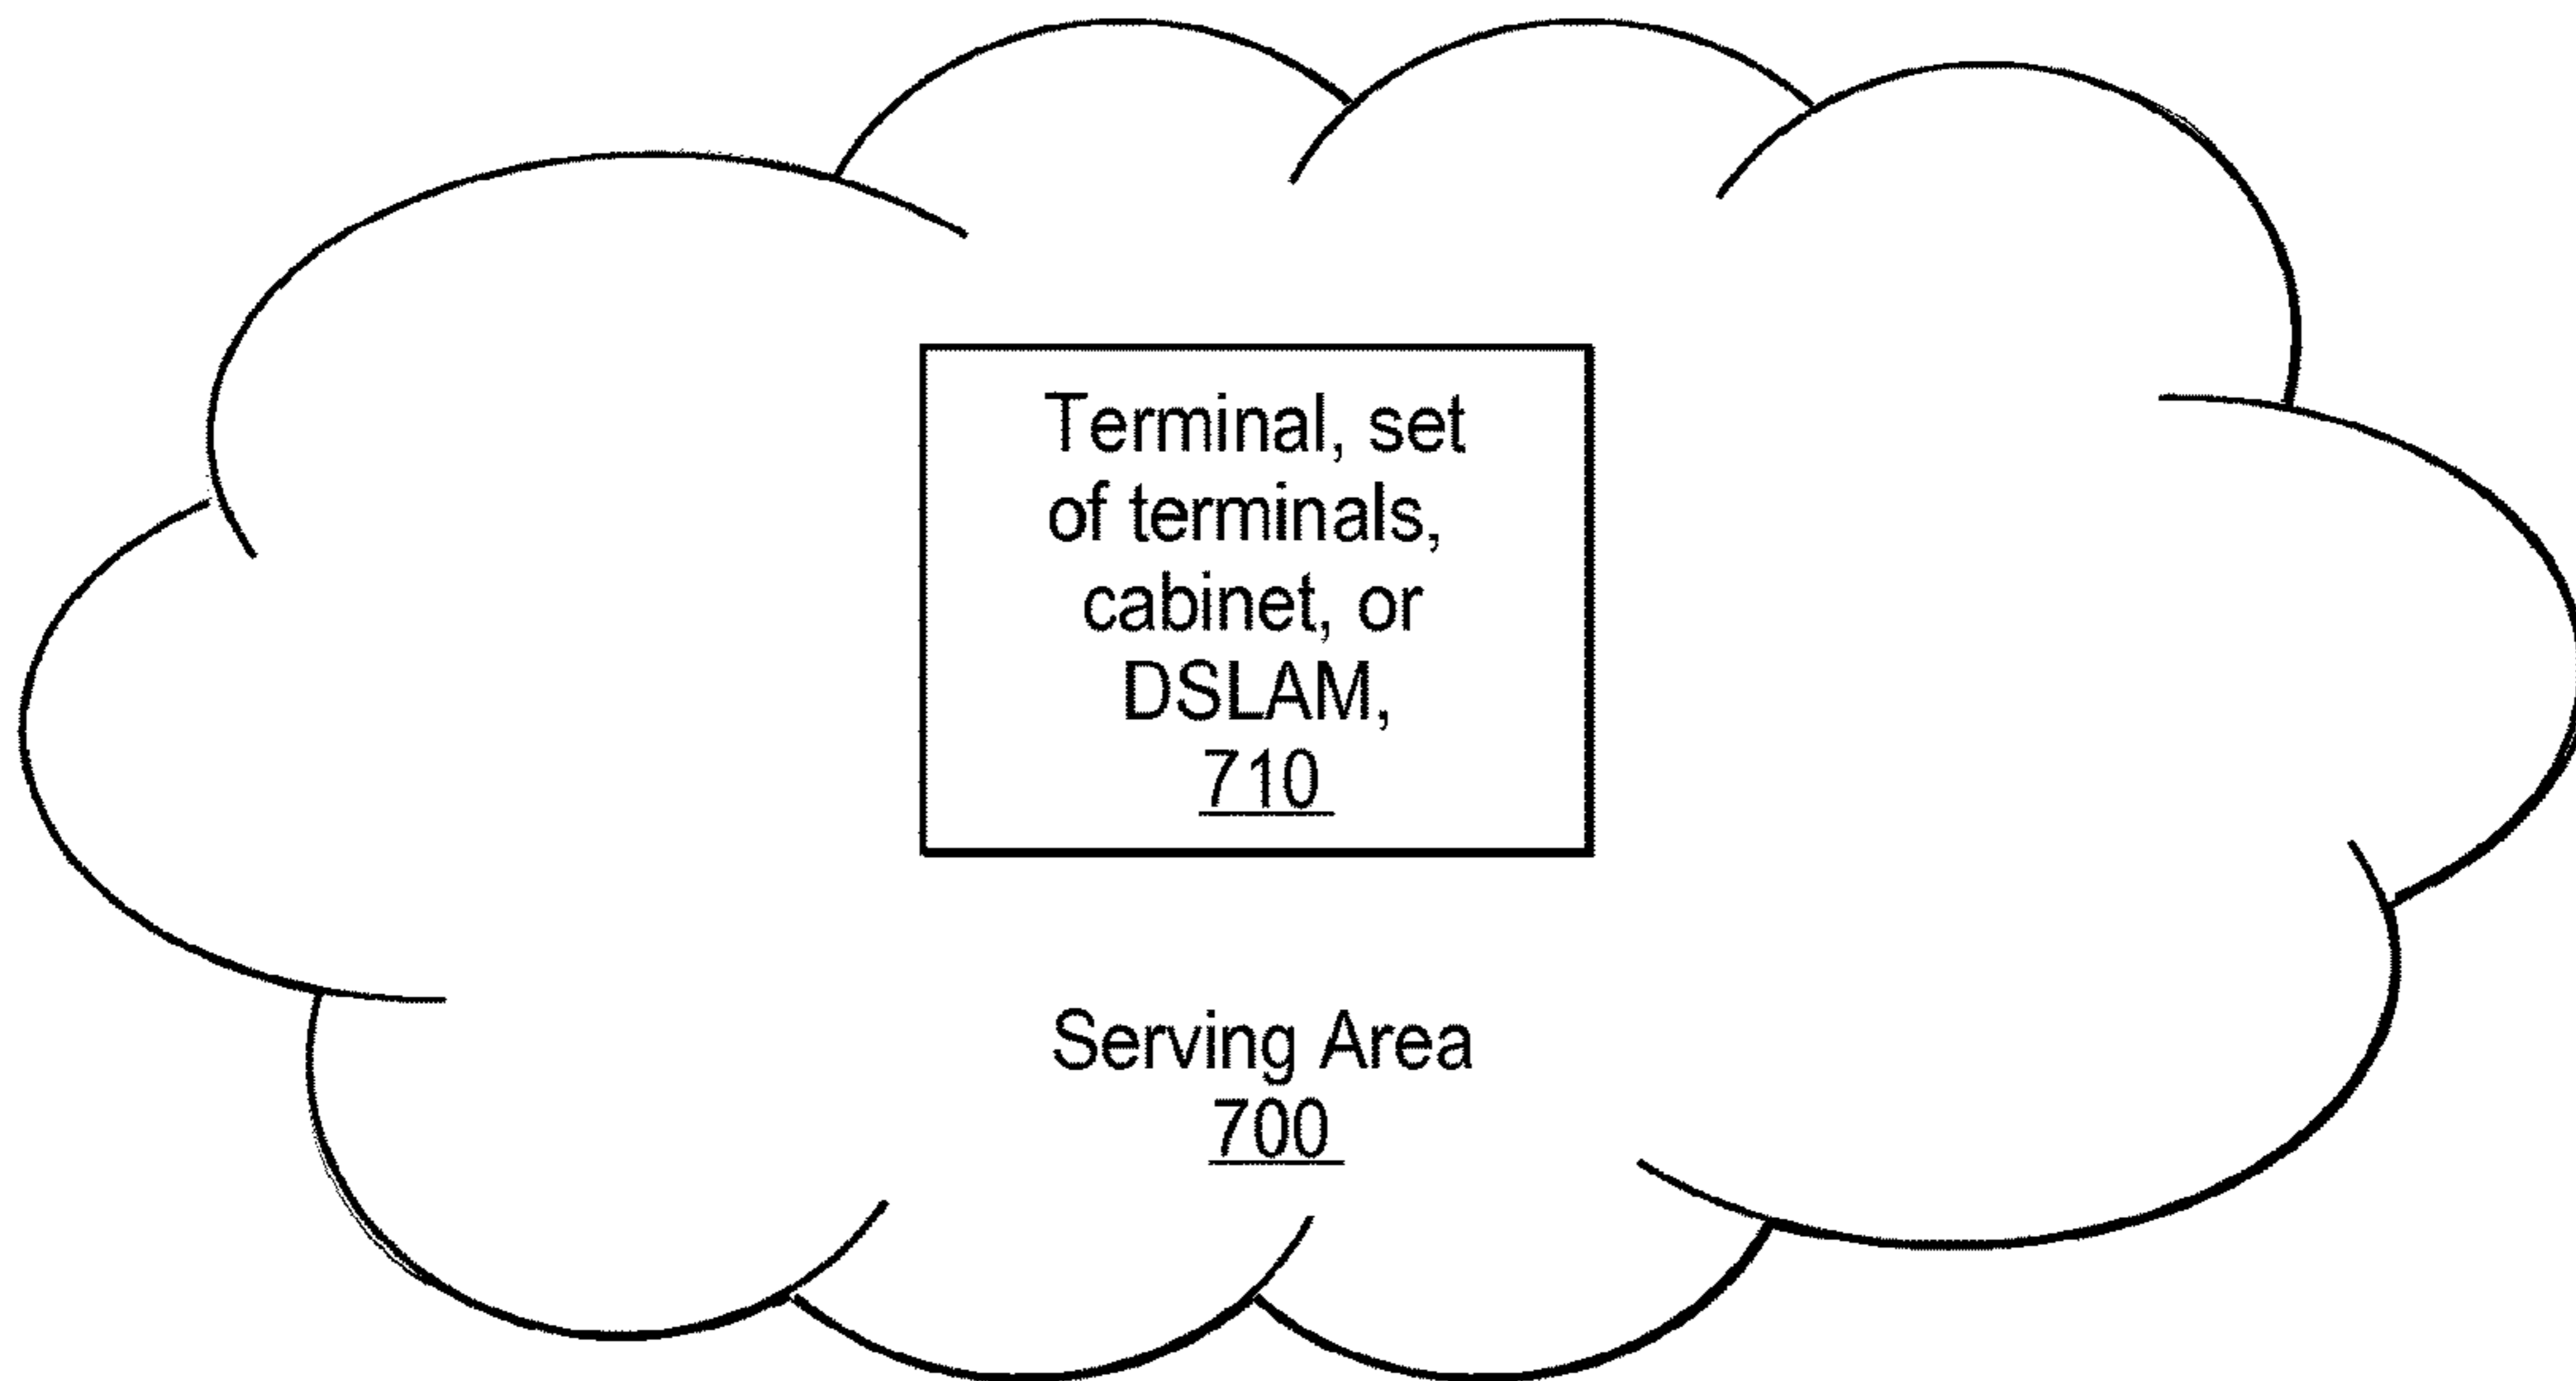 Terminal, set
of terminals,
cabinet, or
DSLAM,
710
Serving Area
700